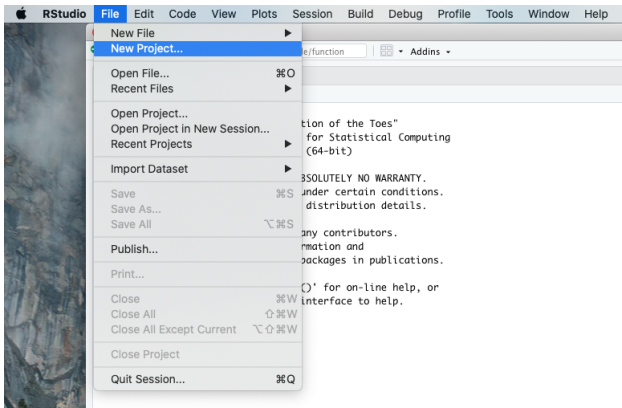 RStudio File Edit Code View Plots Session Build Debug Profile Tools Window Help
New File
New Project...
le/function Addins
Open File... ⌘O
Recent Files
Open Project...
Open Project in New Session...
Recent Projects
Import Dataset
Save ⌘S
Save As...
Save All ⌥⌘S
Publish...
Print...
Close ⌘W
Close All ⇧⌘W
Close All Except Current ⌥⇧⌘W
Close Project
Quit Session... ⌘Q
tion of the Toes"
for Statistical Computing
(64-bit)
BSOLUTELY NO WARRANTY.
under certain conditions.
distribution details.
any contributors.
rmation and
packages in publications.
()' for on-line help, or
interface to help.